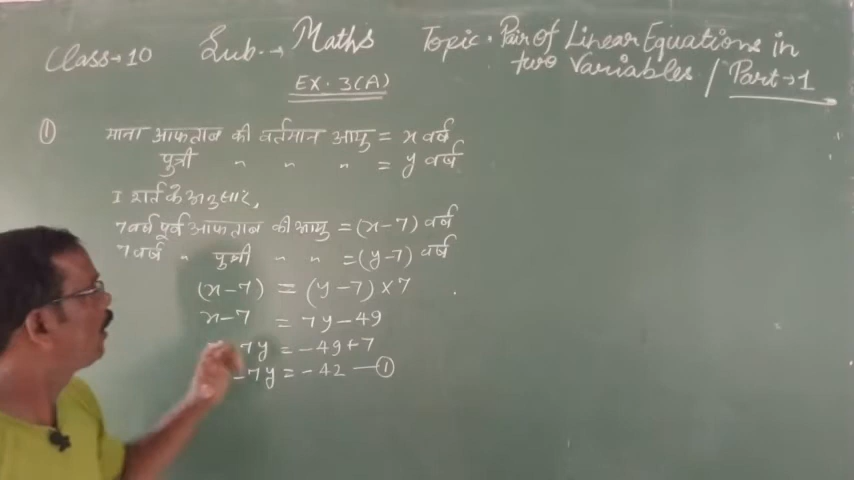 Class→10 Sub.→ Maths Topic. Pair of Linear Equations in
two Variables / Part→1
Ex. 3(A)
① माना आफताब की वर्तमान आयु = x वर्ष
पुत्री " " " = y वर्ष
I शर्त के अनुसार,
7 वर्ष पूर्व आफताब की आयु = (x-7) वर्ष
7 वर्ष " पुत्री " " = (y-7) वर्ष
(x-7) = (y-7)×7
x-7 = 7y-49
7y = -49+7
-7y = -42 —①